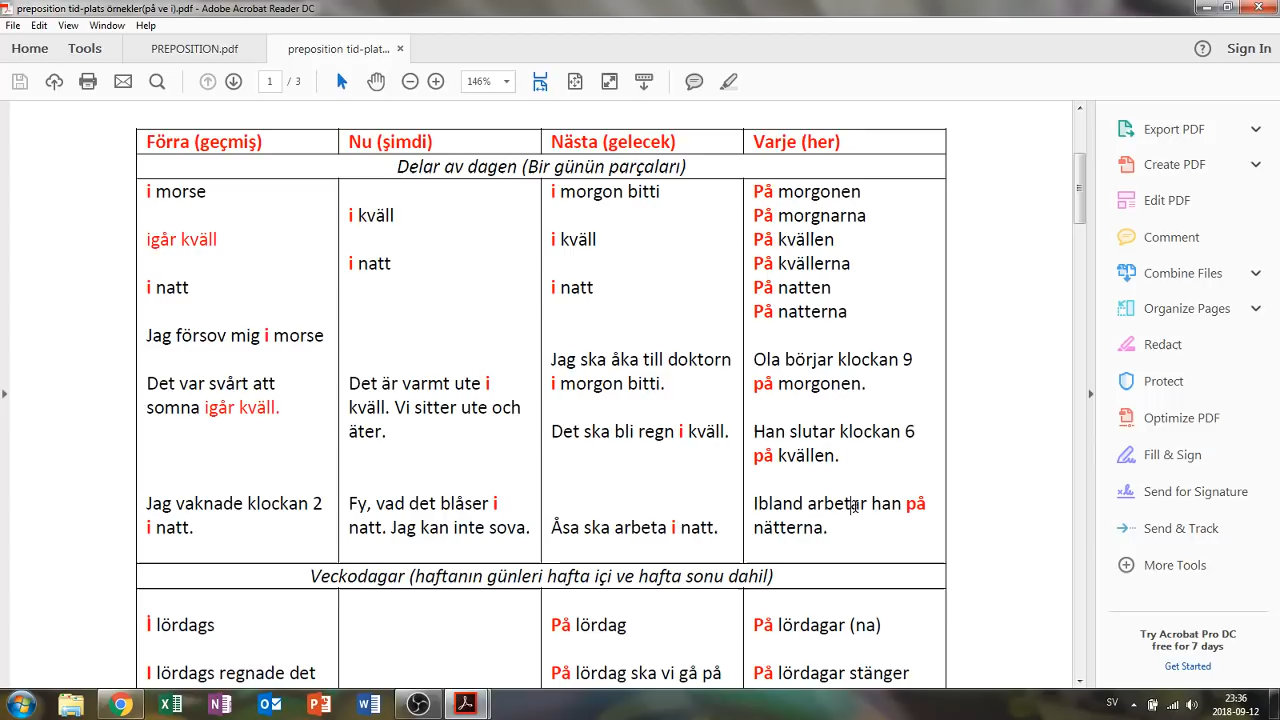 preposition tid-plats örnekler(på ve i).pdf - Adobe Acrobat Reader DC
File Edit View Window Help
Home Tools PREPOSITION.pdf preposition tid-plat... × Sign In
1 / 3 146%
Förra (geçmiş) Nu (şimdi) Nästa (gelecek) Varje (her)
Delar av dagen (Bir günün parçaları)
i morse i morgon bitti På morgonen
i kväll På morgnarna
igår kväll i kväll På kvällen
i natt På kvällerna
i natt i natt På natten
På natterna
Jag försov mig i morse
Jag ska åka till doktorn Ola börjar klockan 9
Det var svårt att Det är varmt ute i i morgon bitti. på morgonen.
somna igår kväll. kväll. Vi sitter ute och
äter. Det ska bli regn i kväll. Han slutar klockan 6
på kvällen.
Jag vaknade klockan 2 Fy, vad det blåser i Ibland arbetar han på
i natt. natt. Jag kan inte sova. Åsa ska arbeta i natt. nätterna.
Veckodagar (haftanın günleri hafta içi ve hafta sonu dahil)
İ lördags På lördag På lördagar (na)
I lördags regnade det På lördag ska vi gå på På lördagar stänger
Export PDF
Create PDF
Edit PDF
Comment
Combine Files
Organize Pages
Redact
Protect
Optimize PDF
Fill & Sign
Send for Signature
Send & Track
More Tools
Try Acrobat Pro DC
free for 7 days
Get Started
SV 23:36
2018-09-12